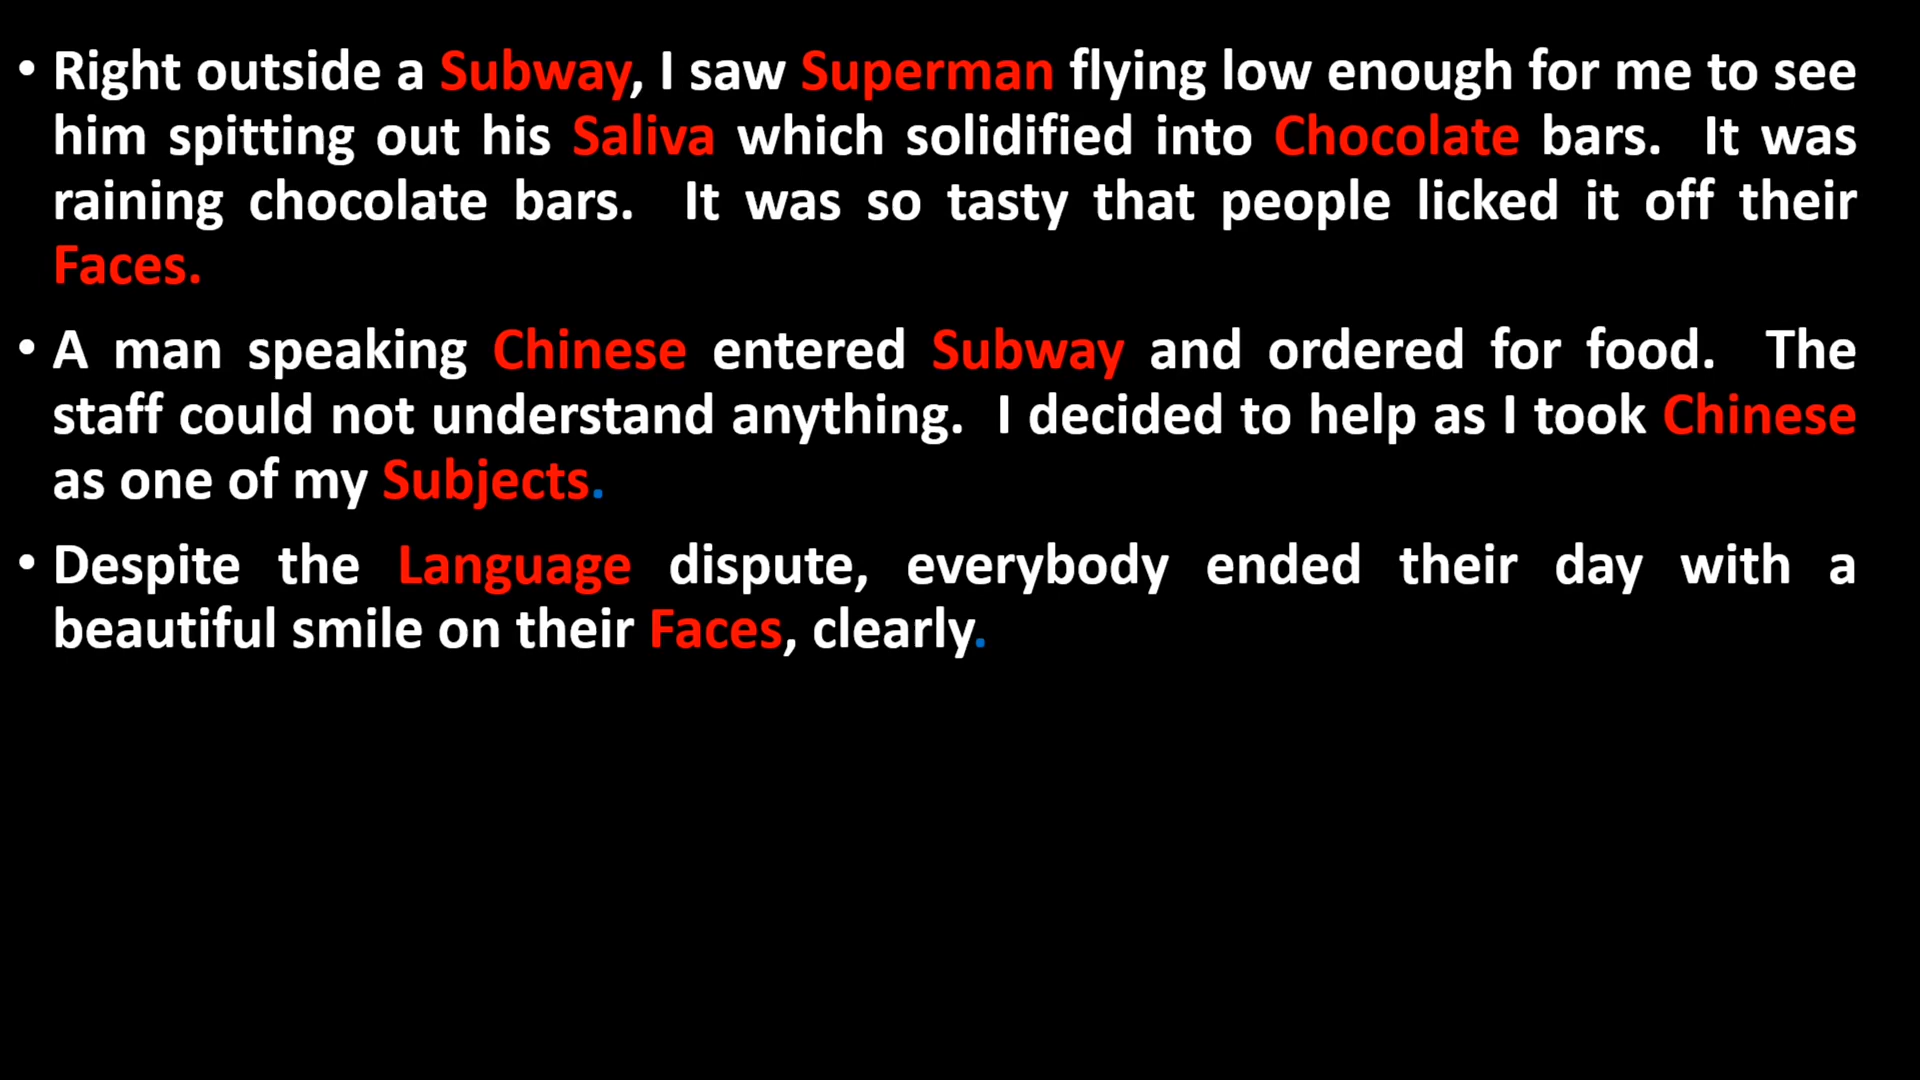 • Right outside a Subway, I saw Superman flying low enough for me to see
him spitting out his Saliva which solidified into Chocolate bars.  It was
raining chocolate bars.  It was so tasty that people licked it off their
Faces.
• A man speaking Chinese entered Subway and ordered for food.  The
staff could not understand anything.  I decided to help as I took Chinese
as one of my Subjects.
• Despite the Language dispute, everybody ended their day with a
beautiful smile on their Faces, clearly.